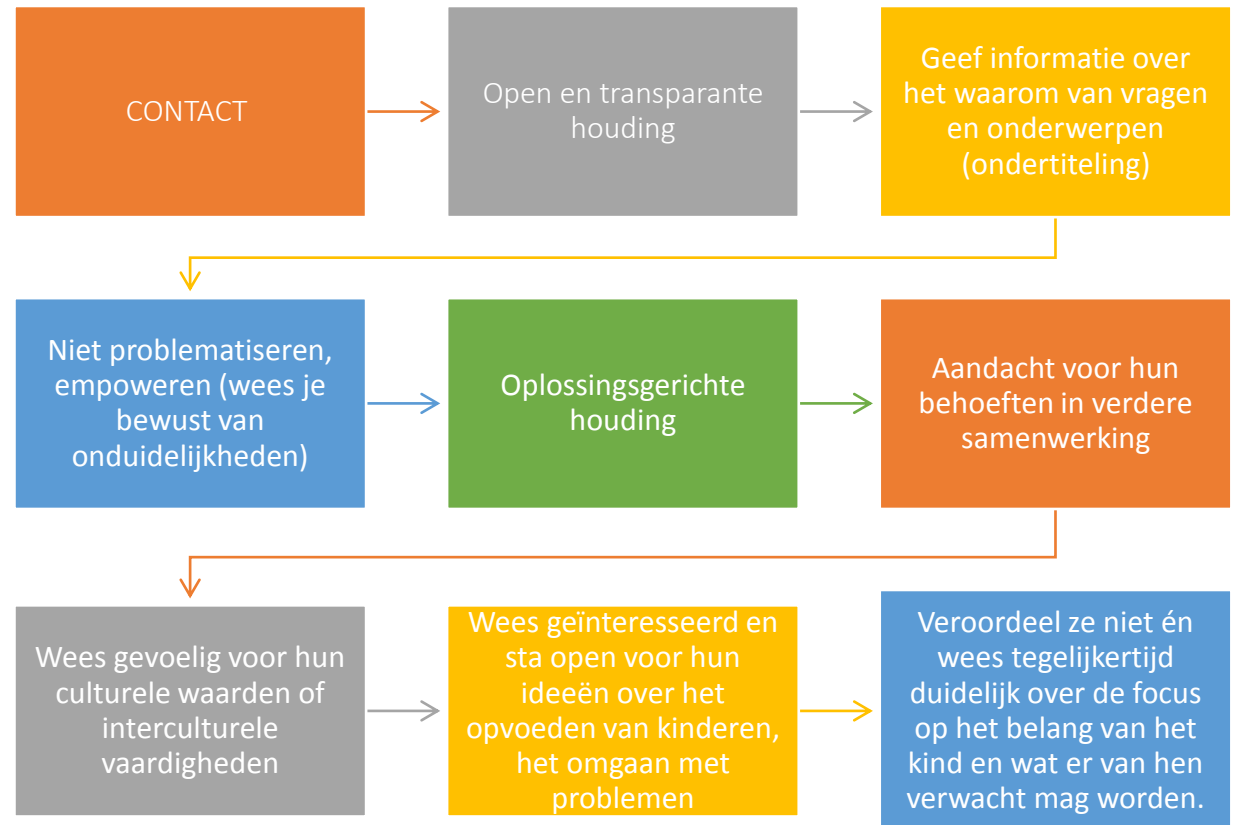 CONTACT
Open en transparante
houding
Geef informatie over
het waarom van vragen
en onderwerpen
(ondertiteling)
Niet problematiseren,
empoweren (wees je
bewust van
onduidelijkheden)
Oplossingsgerichte
houding
Aandacht voor hun
behoeften in verdere
samenwerking
Wees gevoelig voor hun
culturele waarden of
interculturele
vaardigheden
Wees geïnteresseerd en
sta open voor hun
ideeën over het
opvoeden van kinderen,
het omgaan met
problemen
Veroordeel ze niet én
wees tegelijkertijd
duidelijk over de focus
op het belang van het
kind en wat er van hen
verwacht mag worden.